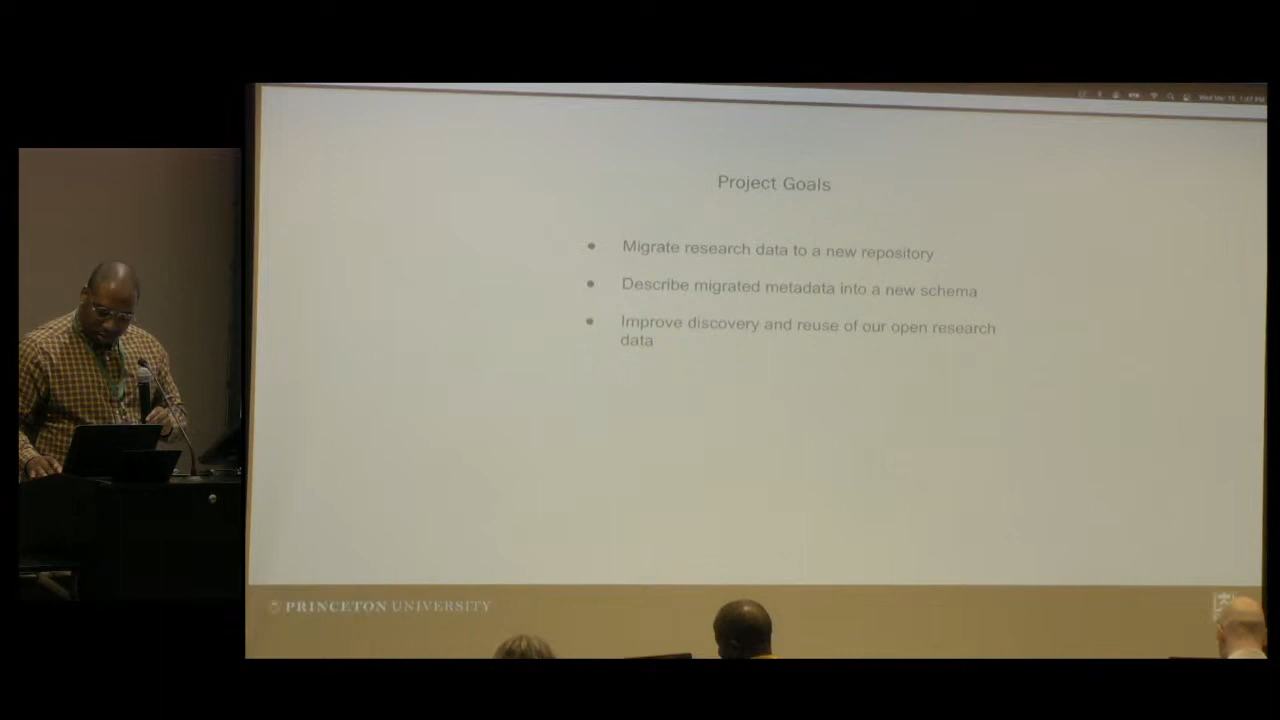 Project Goals
Migrate research data to a new repository
Describe migrated metadata into a new schema
Improve discovery and reuse of our open research
data
PRINCETON UNIVERSITY